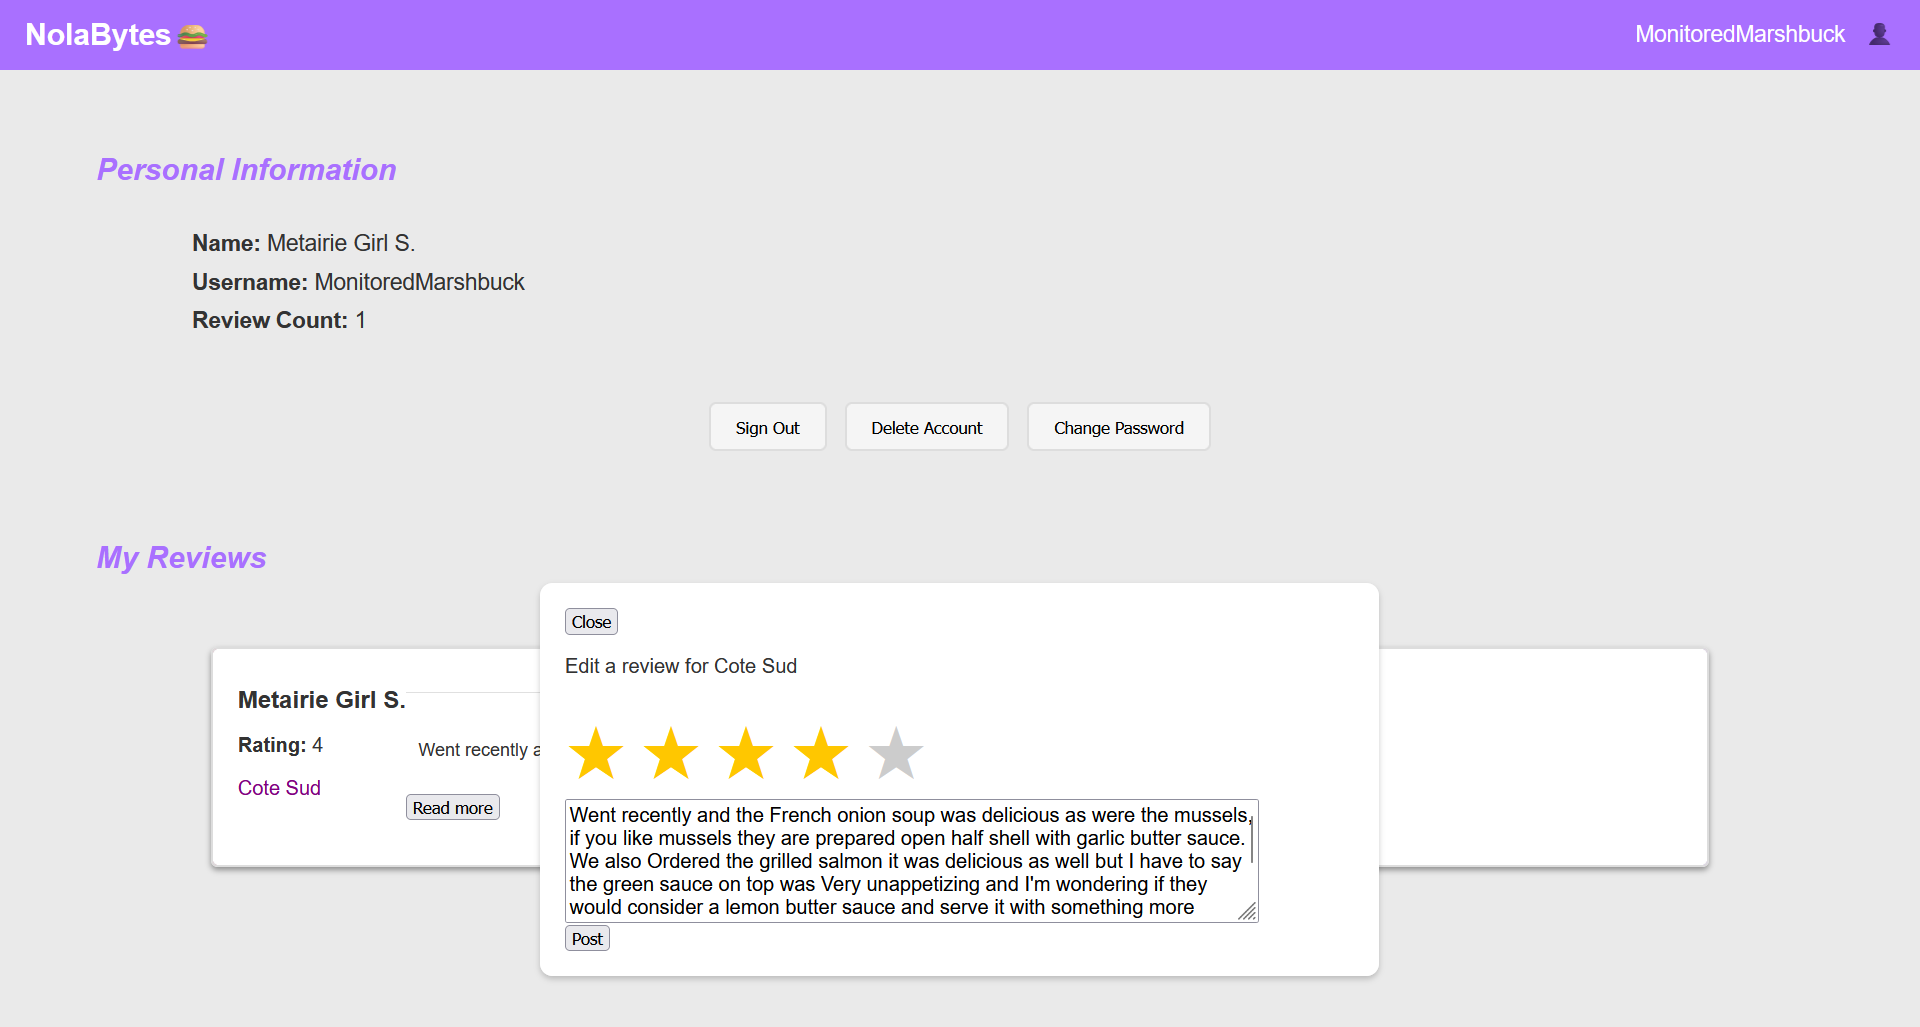 NolaBytes
MonitoredMarshbuck
Personal Information
Name: Metairie Girl S.
Username: MonitoredMarshbuck
Review Count: 1
Sign Out
Delete Account
Change Password
My Reviews
Metairie Girl S.
Rating: 4
Went recently a
Cote Sud
Read more
Close
Edit a review for Cote Sud
Went recently and the French onion soup was delicious as were the mussels,
if you like mussels they are prepared open half shell with garlic butter sauce.
We also Ordered the grilled salmon it was delicious as well but I have to say
the green sauce on top was Very unappetizing and I'm wondering if they
would consider a lemon butter sauce and serve it with something more
Post